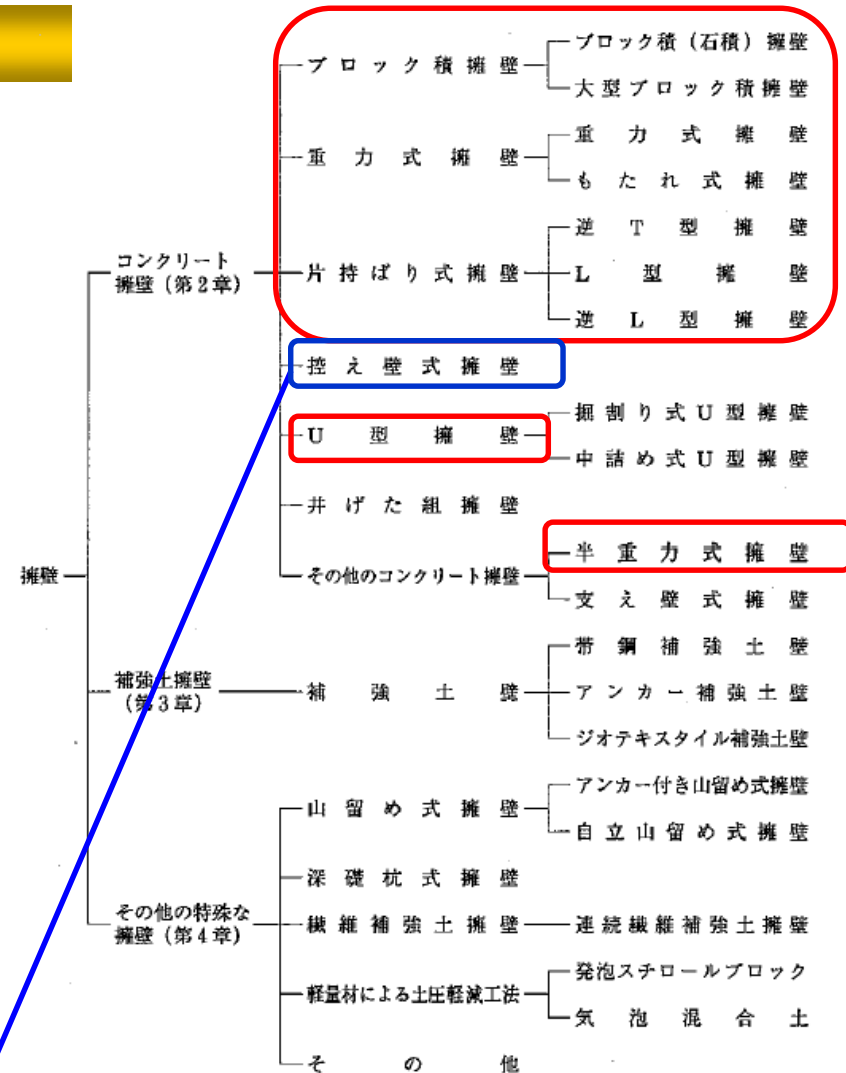 ブロック積擁壁
ブロック積（石積）擁壁
大型ブロック積擁壁
重力式擁壁
重力式擁壁
もたれ式擁壁
コンクリート
擁壁（第２章）
片持ばり式擁壁
逆Ｔ型擁壁
Ｌ型擁壁
逆Ｌ型擁壁
控え壁式擁壁
Ｕ型擁壁
掘割り式Ｕ型擁壁
中詰め式Ｕ型擁壁
井げた組擁壁
擁壁
その他のコンクリート擁壁
半重力式擁壁
支え壁式擁壁
補強土擁壁
（第３章）
補強土壁
帯鋼補強土壁
アンカー補強土壁
ジオテキスタイル補強土壁
山留め式擁壁
アンカー付き山留め式擁壁
自立山留め式擁壁
深礎杭式擁壁
その他の特殊な
擁壁（第４章）
繊維補強土擁壁
連続繊維補強土擁壁
軽量材による土圧軽減工法
発泡スチロールブロック
気泡混合土
その他